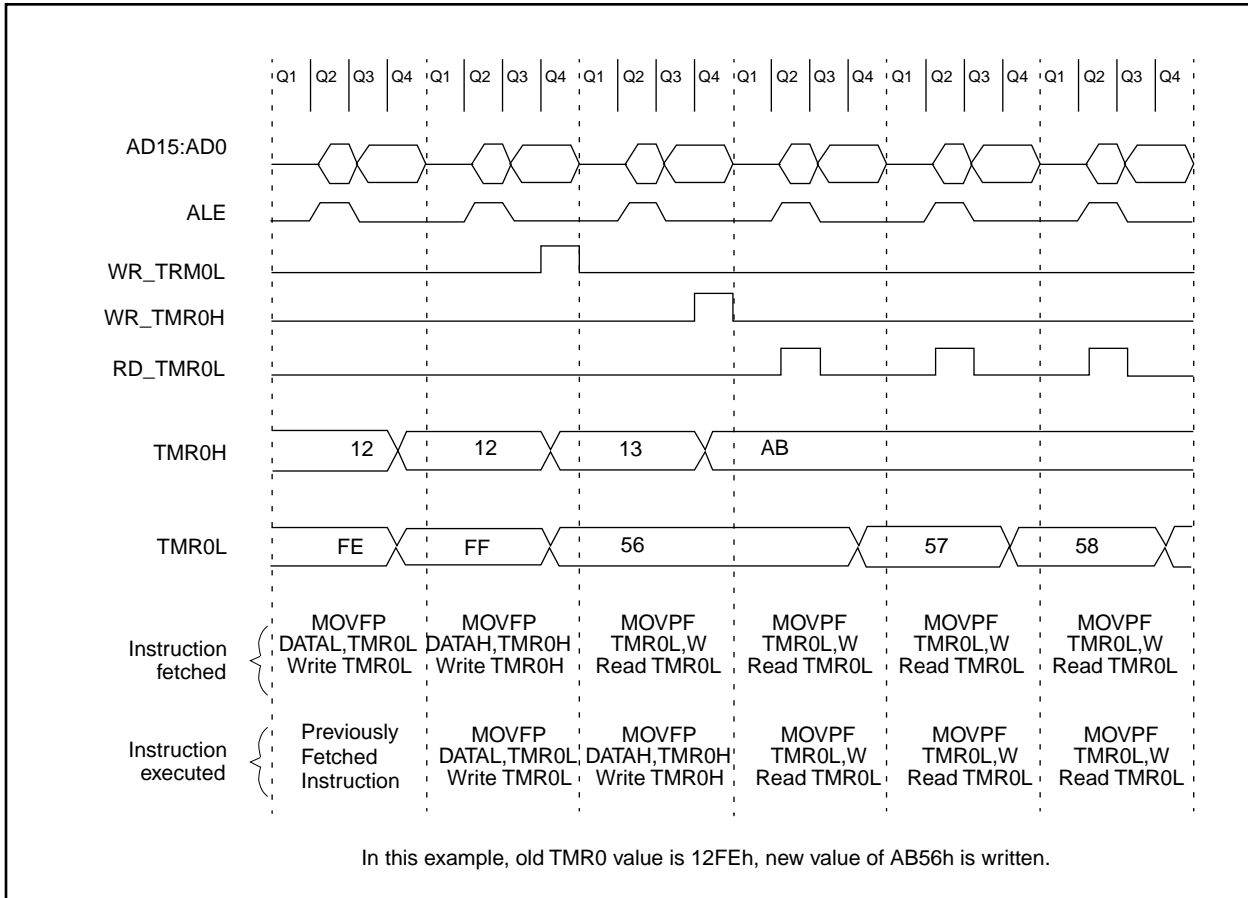 Q1 Q2 Q3 Q4 Q1 Q2 Q3 Q4 Q1 Q2 Q3 Q4 Q1 Q2 Q3 Q4 Q1 Q2 Q3 Q4 Q1 Q2 Q3 Q4
AD15:AD0
ALE
WR_TRM0L
WR_TMR0H
RD_TMR0L
TMR0H 12 12 13 AB
TMR0L FE FF 56 57 58
Instruction
fetched
MOVFP
DATAL,TMR0L
Write TMR0L
MOVFP
DATAH,TMR0H
Write TMR0H
MOVPF
TMR0L,W
Read TMR0L
MOVPF
TMR0L,W
Read TMR0L
MOVPF
TMR0L,W
Read TMR0L
MOVPF
TMR0L,W
Read TMR0L
Instruction
executed
Previously
Fetched
Instruction
MOVFP
DATAL,TMR0L
Write TMR0L
MOVFP
DATAH,TMR0H
Write TMR0H
MOVPF
TMR0L,W
Read TMR0L
MOVPF
TMR0L,W
Read TMR0L
MOVPF
TMR0L,W
Read TMR0L
In this example, old TMR0 value is 12FEh, new value of AB56h is written.